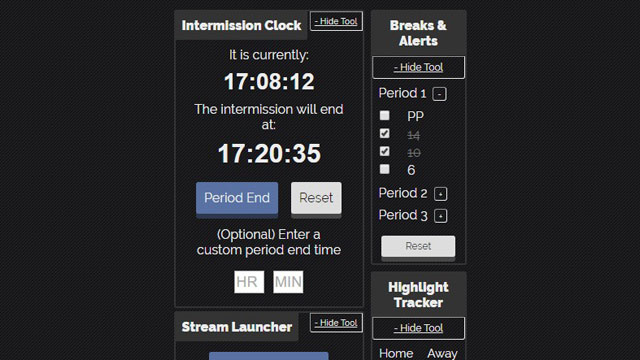 Intermission Clock
- Hide Tool
It is currently:
17:08:12
The intermission will end
at:
17:20:35
Period End
Reset
(Optional) Enter a
custom period end time
HR
MIN
Stream Launcher
- Hide Tool
Breaks &
Alerts
- Hide Tool
Period 1 -
PP
14
10
6
Period 2 +
Period 3 +
Reset
Highlight
Tracker
- Hide Tool
Home Away